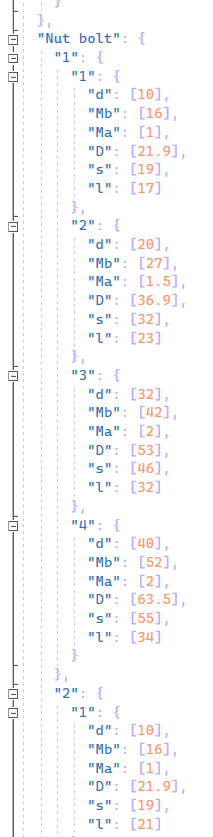 }
},
"Nut bolt": {
"1": {
"1": {
"d": [10],
"Mb": [16],
"Ma": [1],
"D": [21.9],
"s": [19],
"l": [17]
},
"2": {
"d": [20],
"Mb": [27],
"Ma": [1.5],
"D": [36.9],
"s": [32],
"l": [23]
},
"3": {
"d": [32],
"Mb": [42],
"Ma": [2],
"D": [53],
"s": [46],
"l": [32]
},
"4": {
"d": [40],
"Mb": [52],
"Ma": [2],
"D": [63.5],
"s": [55],
"l": [34]
}
},
"2": {
"1": {
"d": [10],
"Mb": [16],
"Ma": [1],
"D": [21.9],
"s": [19],
"l": [21]